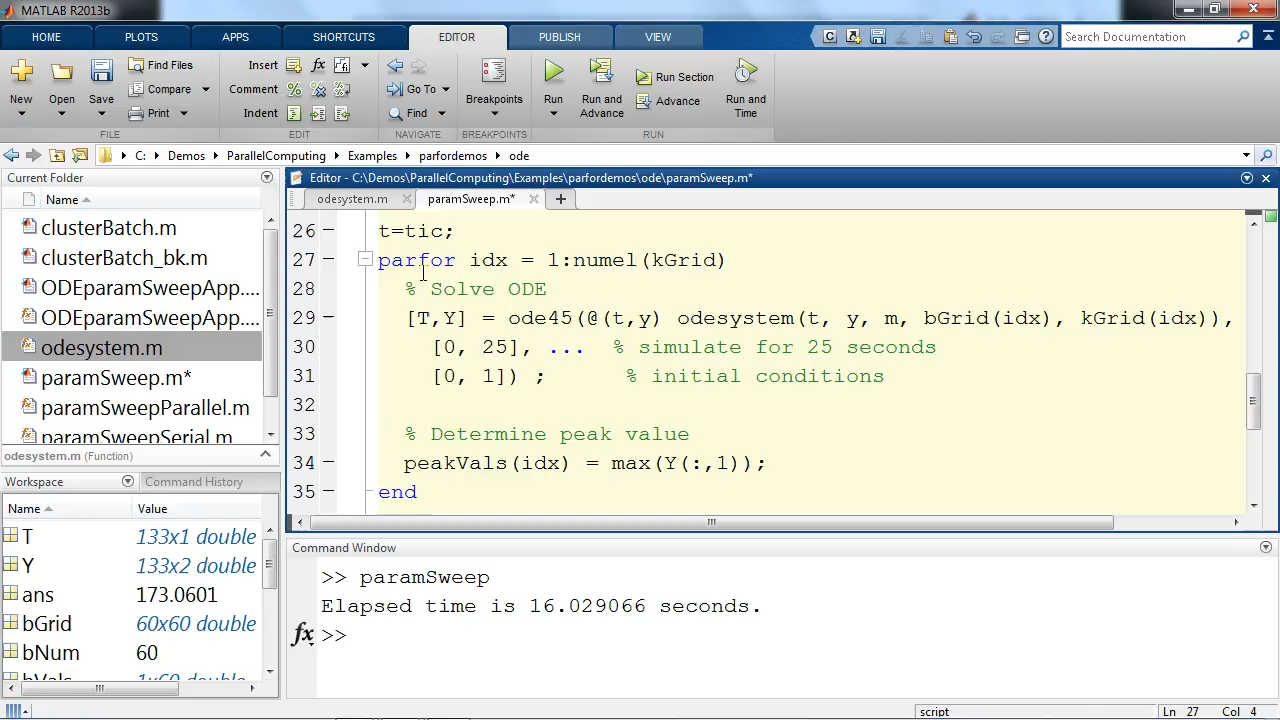 MATLAB R2013b
HOME PLOTS APPS SHORTCUTS EDITOR PUBLISH VIEW Search Documentation
New Open Save Find Files Compare Print Insert fx Comment Indent Go To Find Breakpoints Run Run and Advance Run Section Advance Run and Time
FILE EDIT NAVIGATE BREAKPOINTS RUN
C: Demos ParallelComputing Examples parfordemos ode
Current Folder
Name
clusterBatch.m
clusterBatch_bk.m
ODEparamSweepApp....
ODEparamSweepApp....
odesystem.m
paramSweep.m*
paramSweepParallel.m
paramSweepSerial.m
odesystem.m (Function)
Workspace Command History
Name Value
T 133x1 double
Y 133x2 double
ans 173.0601
bGrid 60x60 double
bNum 60
bVals 1x60 double
Editor - C:\Demos\ParallelComputing\Examples\parfordemos\ode\paramSweep.m*
odesystem.m paramSweep.m*
26 t=tic;
27 parfor idx = 1:numel(kGrid)
28 % Solve ODE
29 [T,Y] = ode45(@(t,y) odesystem(t, y, m, bGrid(idx), kGrid(idx)),
30 [0, 25], ... % simulate for 25 seconds
31 [0, 1]) ; % initial conditions
32
33 % Determine peak value
34 peakVals(idx) = max(Y(:,1));
35 end
Command Window
>> paramSweep
Elapsed time is 16.029066 seconds.
fx >>
script Ln 27 Col 4